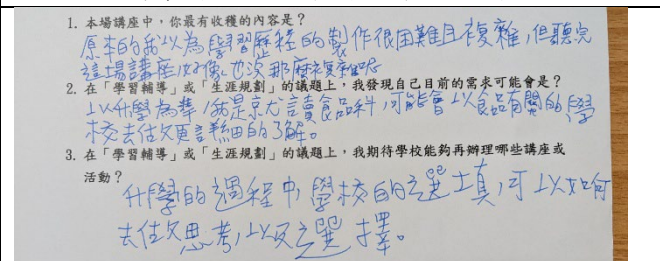 1. 本場講座中，你最有收穫的內容是？
原本的我以為學習歷程的製作很困難且複雜，但聽完
這場講座好像也沒那麼複雜呢
2. 在「學習輔導」或「生涯規劃」的議題上，我發現自己目前的需求可能會是？
以升學為準，我是就讀食品科，可能會以食品有關的學
校去做更詳細的了解。
3. 在「學習輔導」或「生涯規劃」的議題上，我期待學校能夠再辦理哪些講座或
活動？
升學的過程中，學校的選填，可以如何
去做思考，以及選擇。